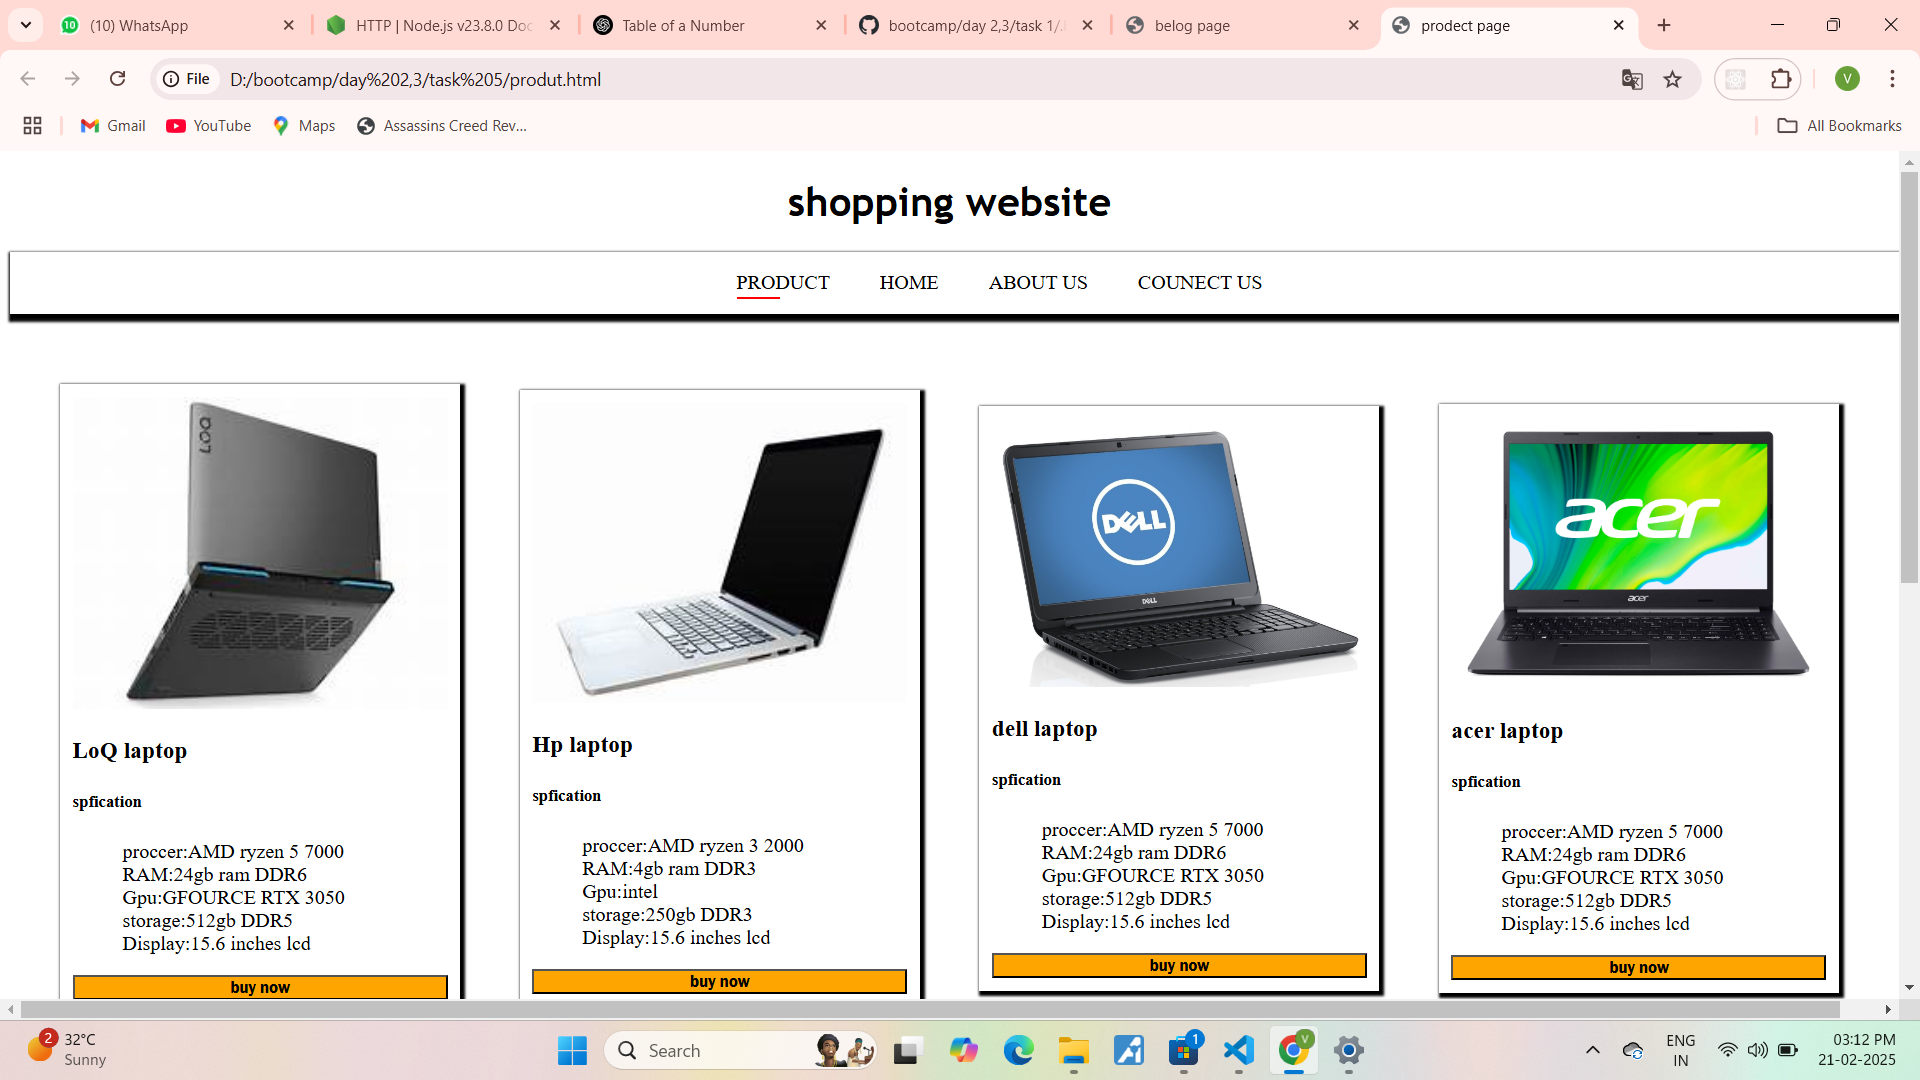 10
(10) WhatsApp
HTTP | Node.js v23.8.0 Doc
Table of a Number
bootcamp/day 2,3/task 1/.
belog page
prodect page
File
D:/bootcamp/day%202,3/task%205/produt.html
V
Gmail
YouTube
Maps
Assassins Creed Rev...
All Bookmarks
shopping website
PRODUCT
HOME
ABOUT US
COUNECT US
LOQ
LoQ laptop
spfication
proccer:AMD ryzen 5 7000
RAM:24gb ram DDR6
Gpu:GFOURCE RTX 3050
storage:512gb DDR5
Display:15.6 inches lcd
buy now
Hp laptop
spfication
proccer:AMD ryzen 3 2000
RAM:4gb ram DDR3
Gpu:intel
storage:250gb DDR3
Display:15.6 inches lcd
buy now
DELL
DELL
dell laptop
spfication
proccer:AMD ryzen 5 7000
RAM:24gb ram DDR6
Gpu:GFOURCE RTX 3050
storage:512gb DDR5
Display:15.6 inches lcd
buy now
acer
acer
acer laptop
spfication
proccer:AMD ryzen 5 7000
RAM:24gb ram DDR6
Gpu:GFOURCE RTX 3050
storage:512gb DDR5
Display:15.6 inches lcd
buy now
2
32°C
Sunny
Search
1
V
ENG
IN
03:12 PM
21-02-2025